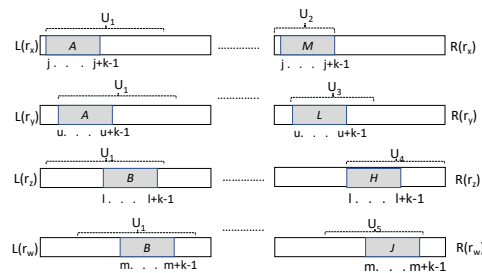 U1 U2
L(rx) A ............ M R(rx)
j . . . j+k-1 j . . . j+k-1
U1 U3
L(ry) A ............ L R(ry)
u. . . u+k-1 u. . . u+k-1
U1 U4
L(rz) B ............ H R(rz)
l . . . l+k-1 l . . . l+k-1
U1 U5
L(rw) B ............ J R(rw)
m. . . m+k-1 m. . . m+k-1